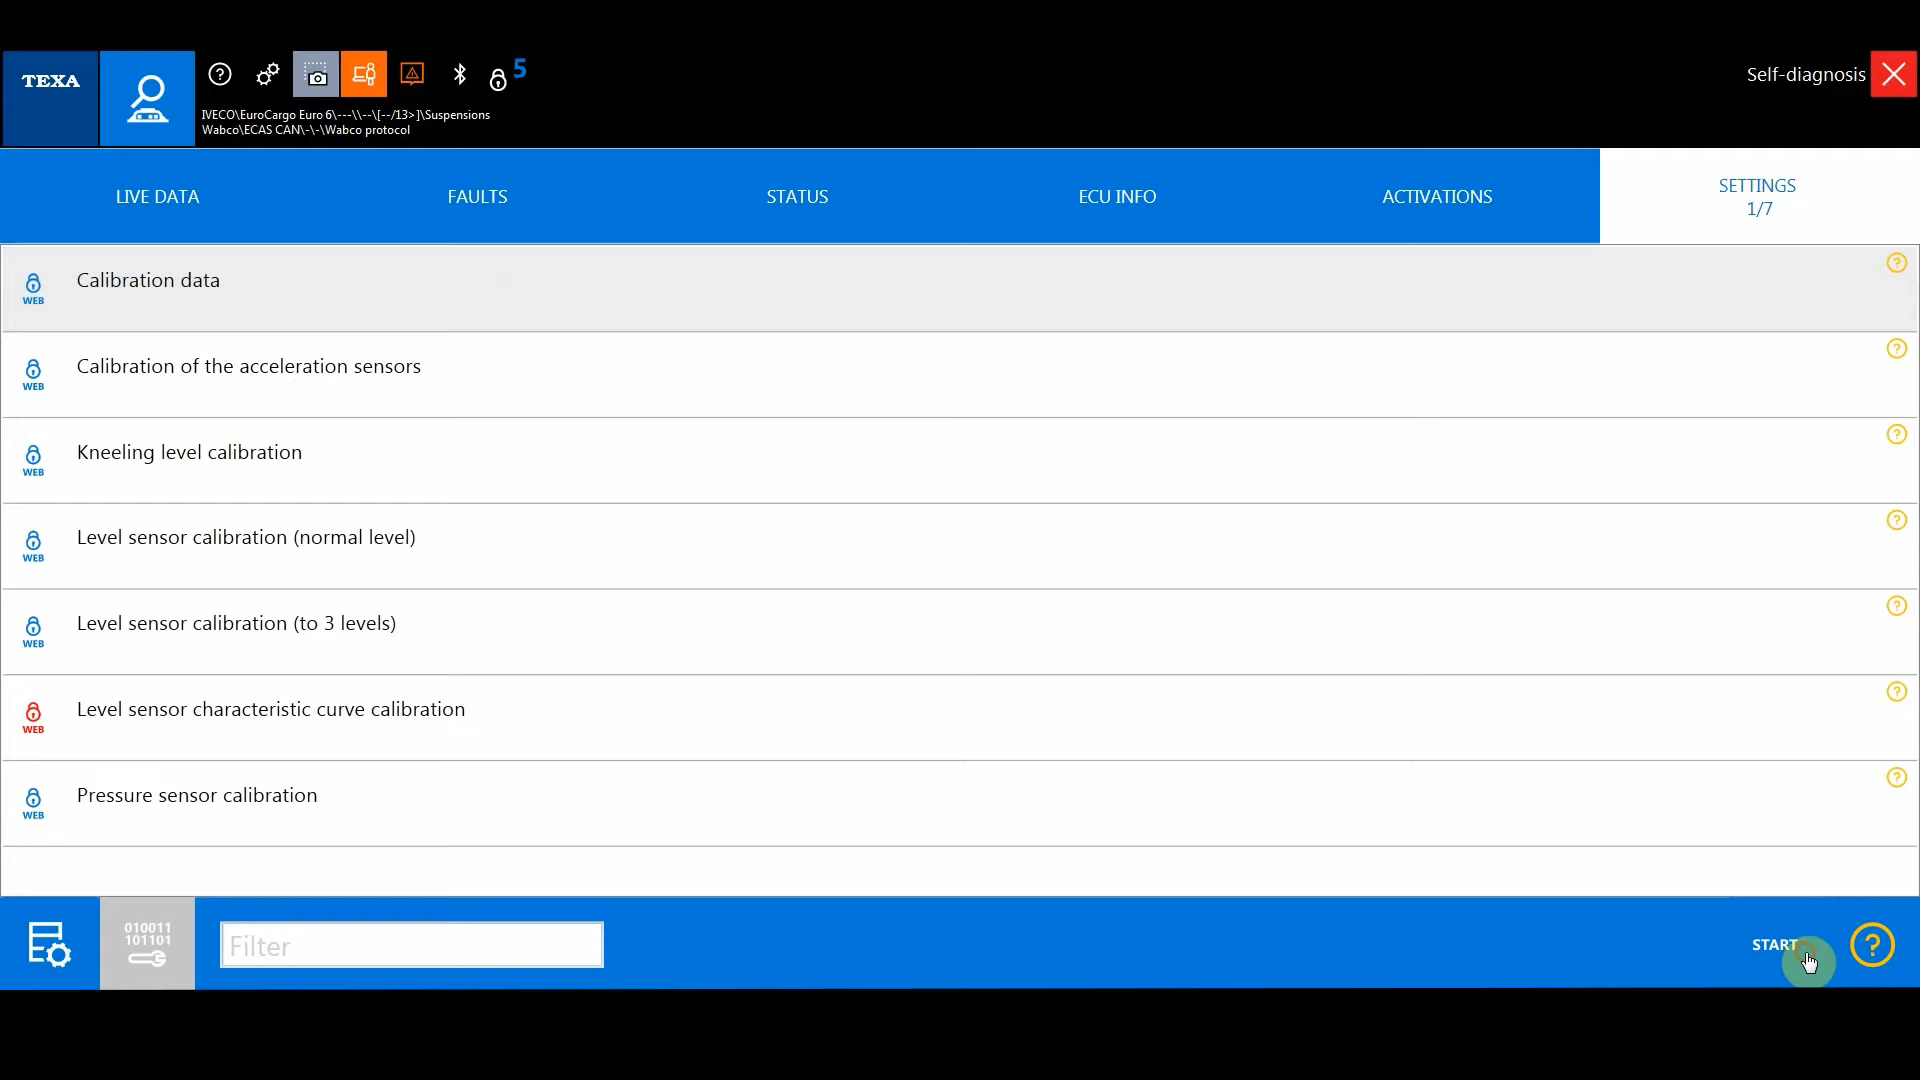 TEXA
5
IVECO\EuroCargo Euro 6\---\\--\[--/13>]\Suspensions
Wabco\ECAS CAN\-\-\Wabco protocol
Self-diagnosis
LIVE DATA
FAULTS
STATUS
ECU INFO
ACTIVATIONS
SETTINGS
1/7
WEB
Calibration data
WEB
Calibration of the acceleration sensors
WEB
Kneeling level calibration
WEB
Level sensor calibration (normal level)
WEB
Level sensor calibration (to 3 levels)
WEB
Level sensor characteristic curve calibration
WEB
Pressure sensor calibration
010011
101101
Filter
START